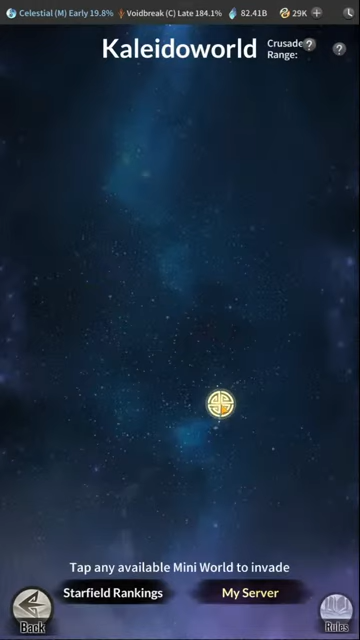 Celestial (M) Early 19.8% Voidbreak (C) Late 184.1% 82.41B 29K +
Kaleidoworld
Crusade ?
Range:
?
Tap any available Mini World to invade
Starfield Rankings My Server
Back Rules